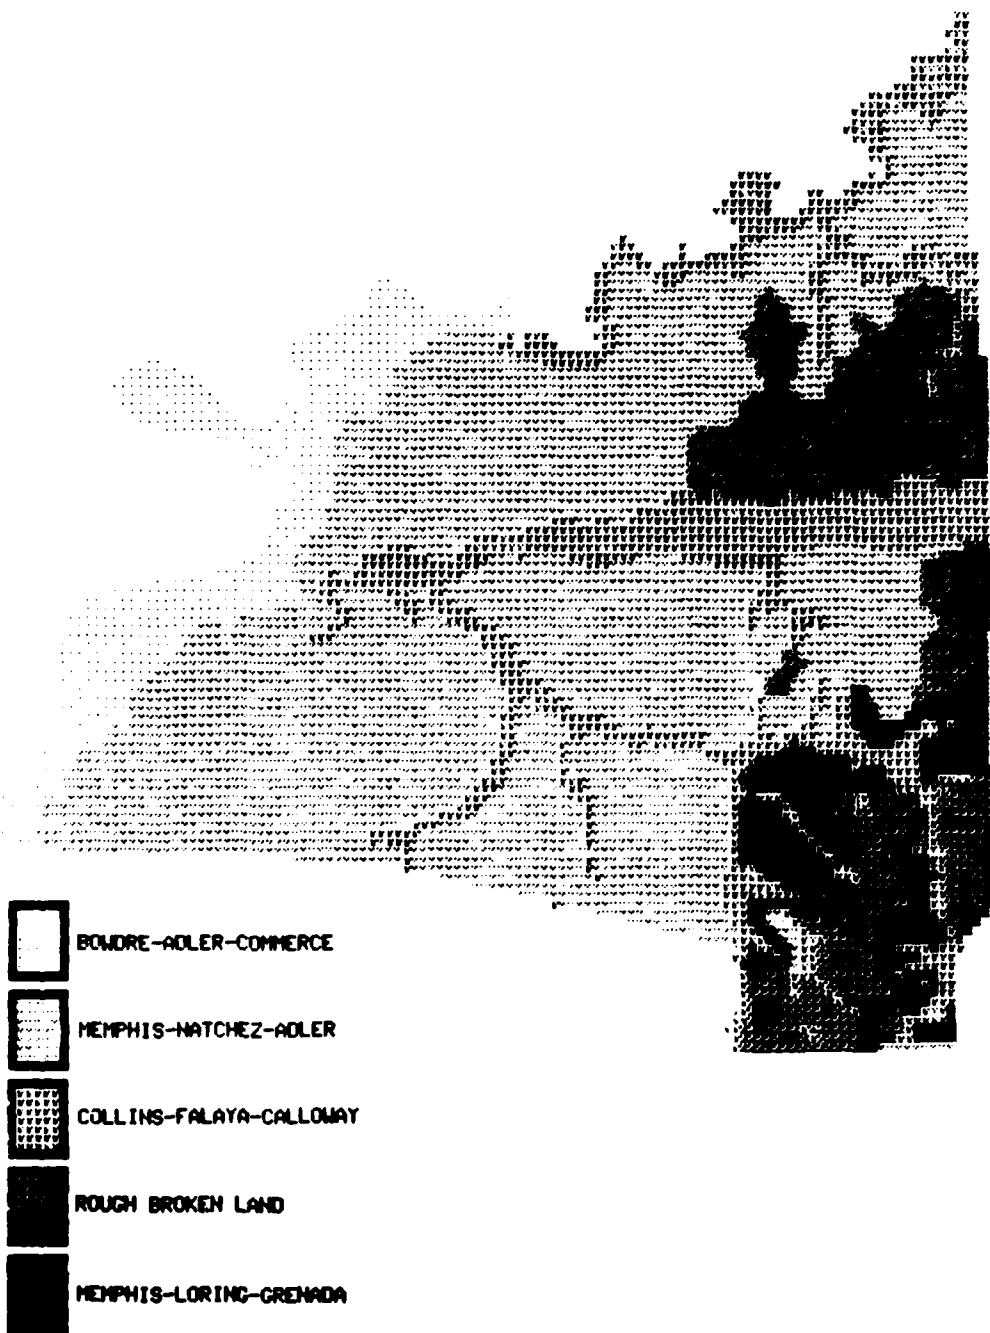 BOWDRE-ADLER-COMMERCE
MEMPHIS-NATCHEZ-ADLER
COLLINS-FALAYA-CALLOWAY
ROUGH BROKEN LAND
MEMPHIS-LORING-GRENADA